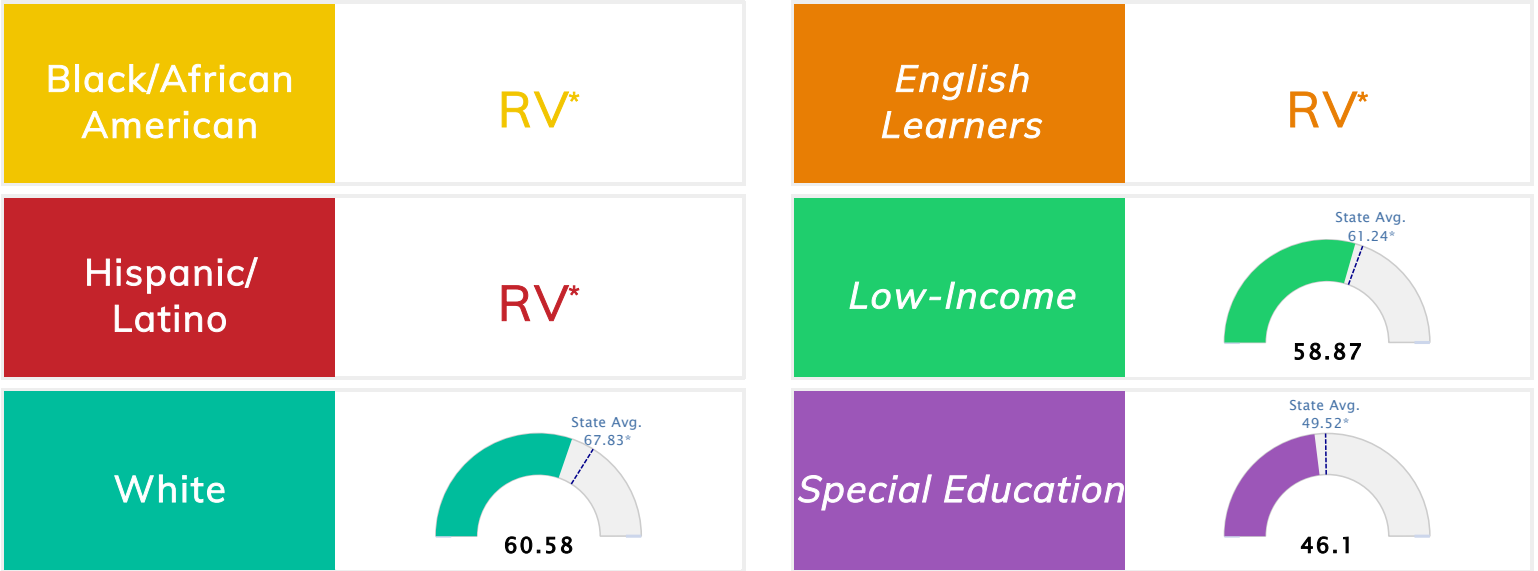 Black/African
American
RV*
English
Learners
RV*
Hispanic/
Latino
RV*
Low-Income
State Avg.
61.24*
58.87
White
State Avg.
67.83*
60.58
Special Education
State Avg.
49.52*
46.1